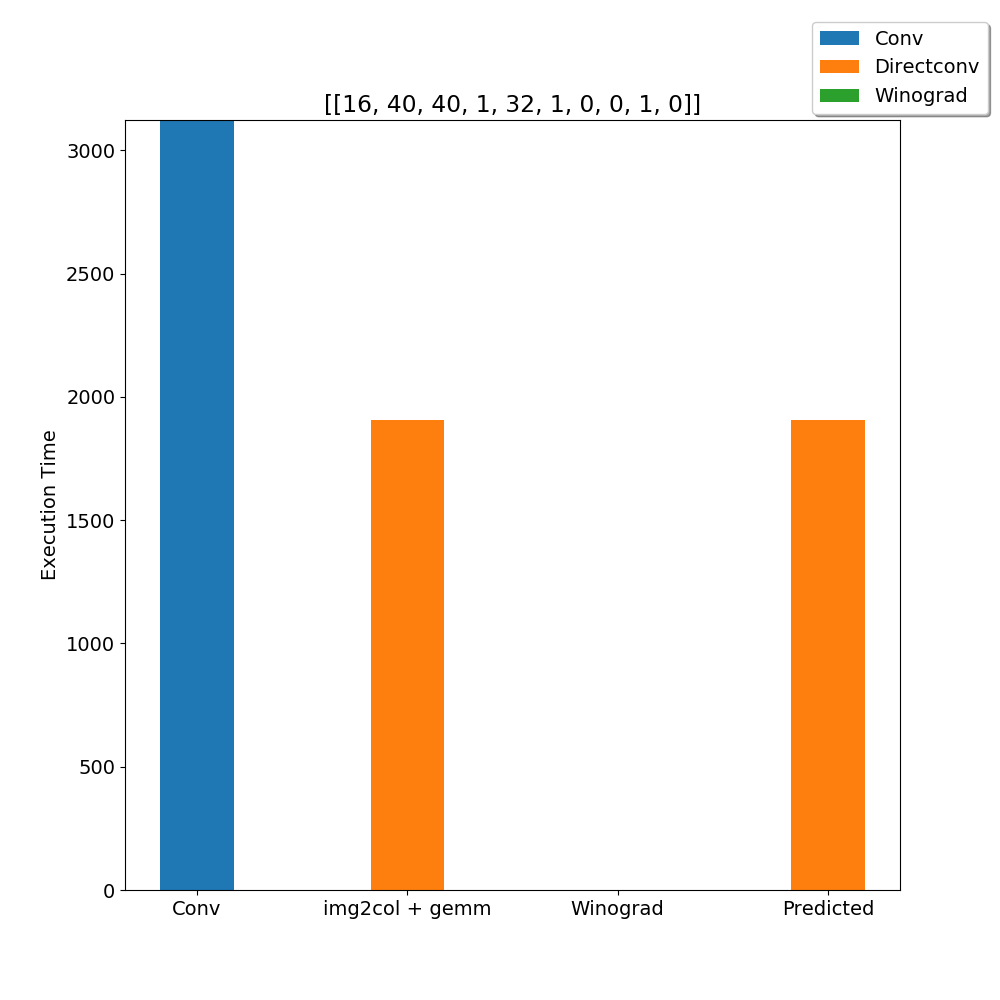 Conv
Directconv
Winograd
[[16, 40, 40, 1, 32, 1, 0, 0, 1, 0]]
3000
2500
2000
1500
1000
500
0
Execution Time
Conv
img2col + gemm
Winograd
Predicted